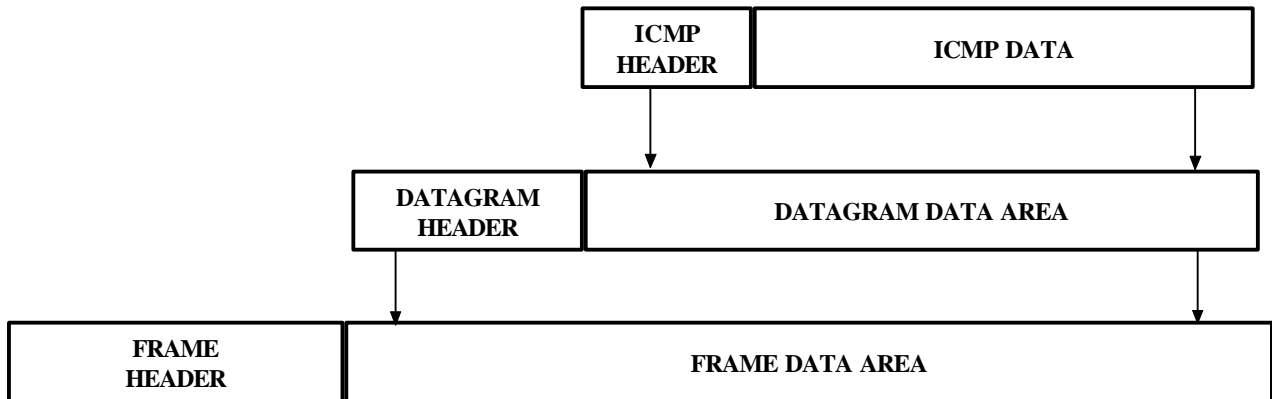 ICMP
HEADER
ICMP DATA
DATAGRAM
HEADER
DATAGRAM DATA AREA
FRAME
HEADER
FRAME DATA AREA